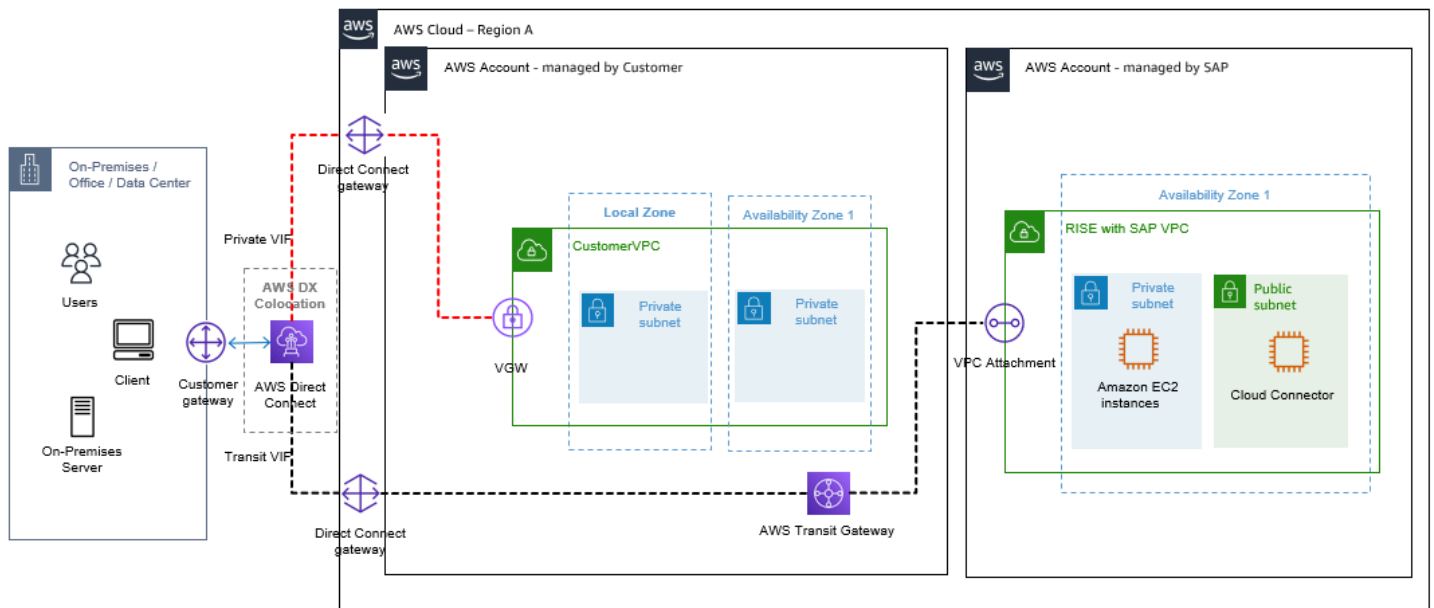 aws
AWS Cloud – Region A
aws
AWS Account - managed by Customer
aws
AWS Account - managed by SAP
On-Premises /
Office / Data Center
Users
Client
On-Premises
Server
Customer
gateway
Private VIF
AWS DX
Colocation
AWS Direct
Connect
Transit VIF
Direct Connect
gateway
Direct Connect
gateway
VGW
Local Zone
Availability Zone 1
CustomerVPC
Private
subnet
Private
subnet
AWS Transit Gateway
VPC Attachment
Availability Zone 1
RISE with SAP VPC
Private
subnet
Amazon EC2
instances
Public
subnet
Cloud Connector